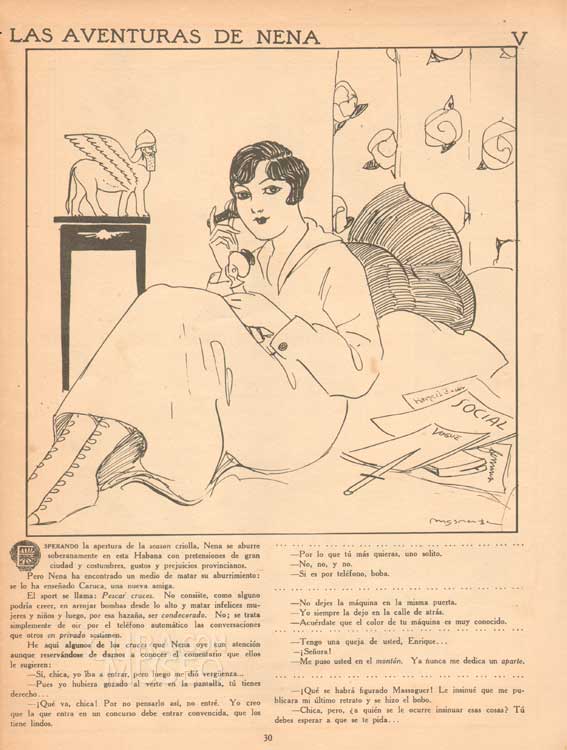 LAS AVENTURAS DE NENA
V
SOCIAL
VOGUE
ESPERANDO la apertura de la season criolla, Nena se aburre
soberanamente en esta Habana con pretensiones de gran
ciudad y costumbres, gustos y prejuicios provincianos.
Pero Nena ha encontrado un medio de matar su aburrimiento:
se lo ha enseñado Caruca, una nueva amiga.
El sport se llama: Pescar cruces. No consiste, como alguno
podría creer, en arrojar bombas desde lo alto y matar infelices mu-
jeres y niños y luego, por esa hazaña, ser condecorado. No; se trata
simplemente de oir por el teléfono automático las conversaciones
que otros en privado sostienen.
He aquí algunos de los cruces que Nena oye con atención
aunque reservándose de darnos a conocer el comentario que ellos
le sugieren:
—Sí, chica, yo iba a entrar, pero luego me dió vergüenza...
—Pues yo hubiera gozado al verte en la pantalla, tú tienes
derecho...
—¡Qué va, chica! Por no pensarlo así, no entré. Yo creo
que la que entra en un concurso debe entrar convencida, que los
tiene lindos.
—Por lo que tú más quieras, uno solito.
—No, no, y no.
—Si es por teléfono, boba.
—No dejes la máquina en la misma puerta.
—Yo siempre la dejo en la calle de atrás.
—Acuérdate que el color de tu máquina es muy conocido.
—Tengo una queja de usted, Enrique...
—¡Señora!
—Me puso usted en el montón. Ya nunca me dedica un aparte.
—¡Qué se habrá figurado Massaguer! Le insinué que me pu-
blicara mi último retrato y se hizo el bobo.
—Chica, pero, ¿a quién se le ocurre insinuar esas cosas? Tú
debes esperar a que se te pida...
30